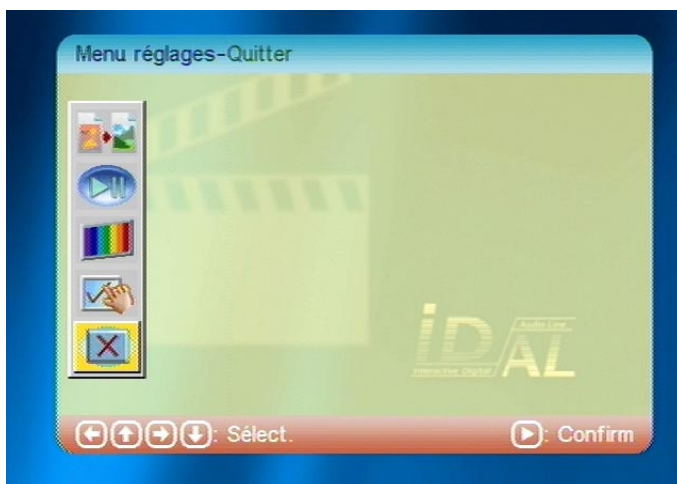 Menu réglages-Quitter
iDAL
Audio Line
Interactive Digital
: Sélect.
: Confirm